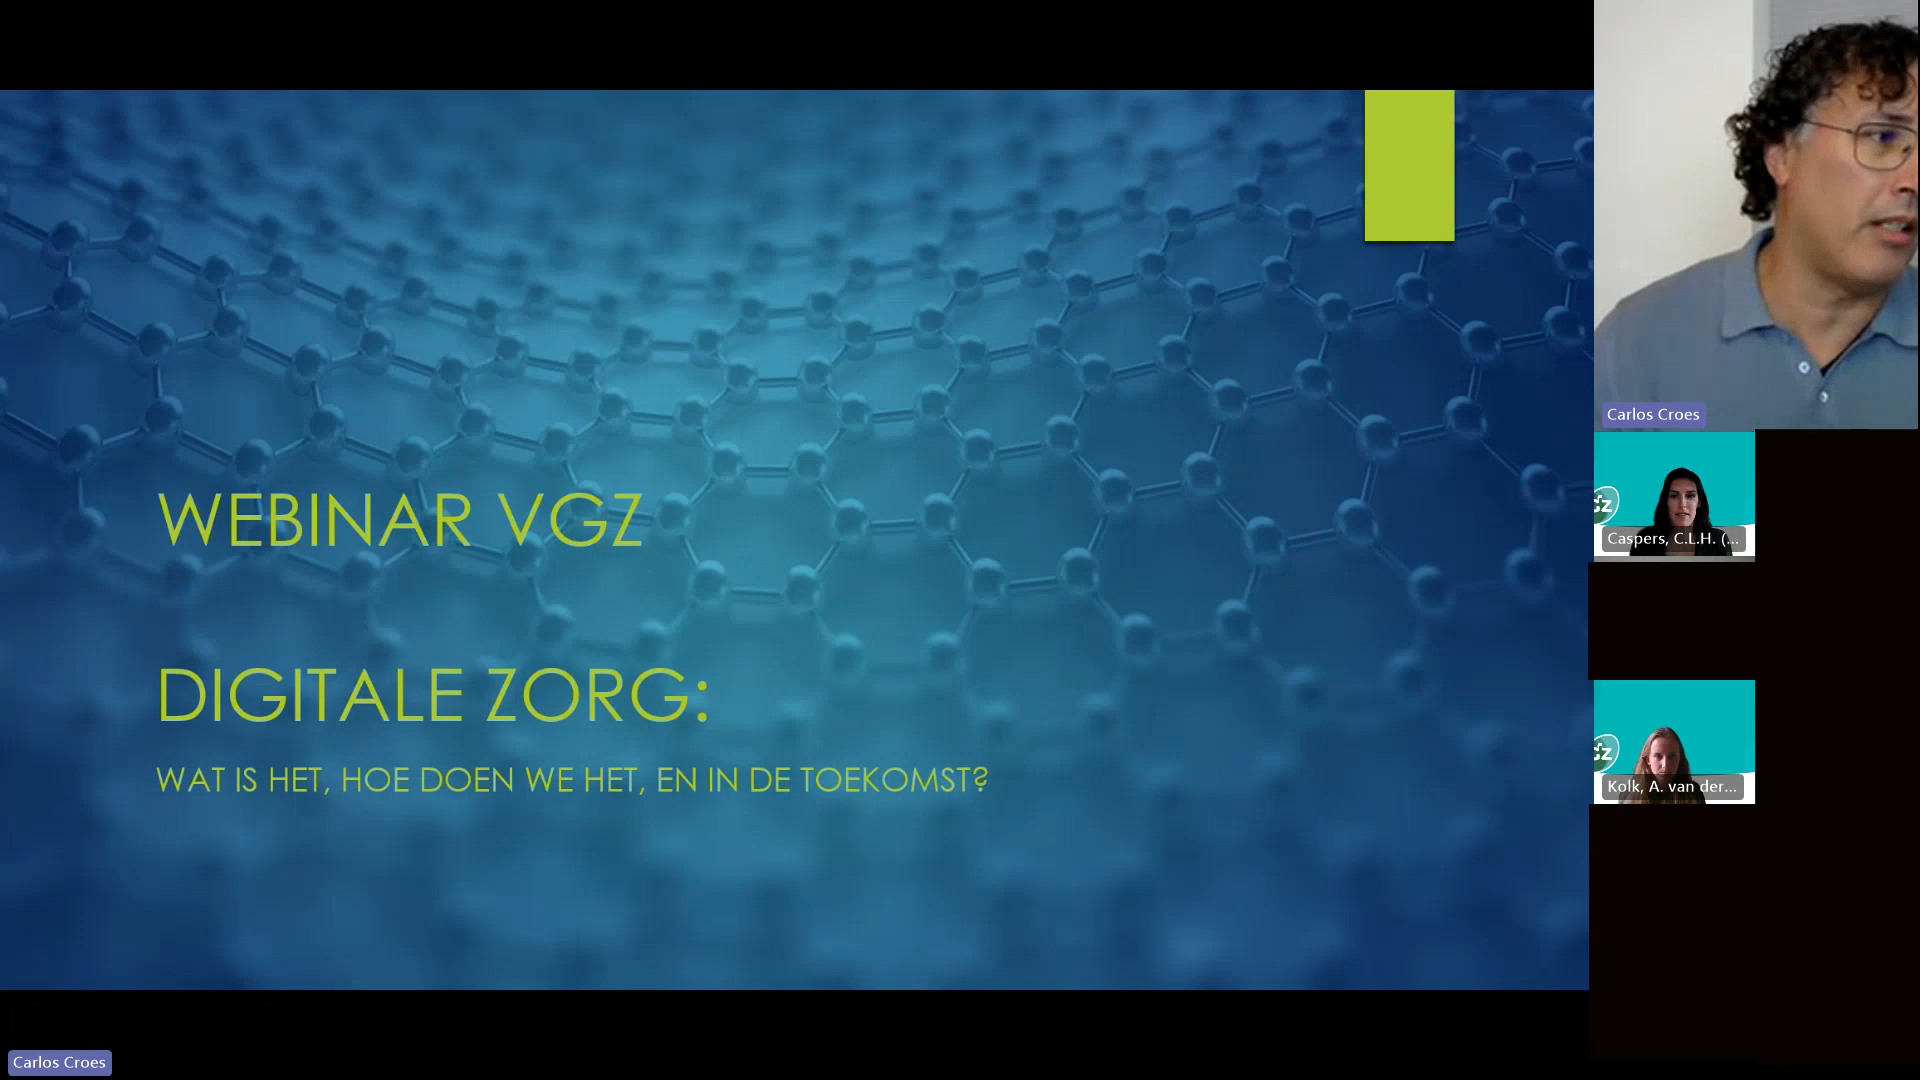 WEBINAR VGZ
DIGITALE ZORG:
WAT IS HET, HOE DOEN WE HET, EN IN DE TOEKOMST?
Carlos Croes
Caspers, C.L.H. (...
Kolk, A. van der...
Carlos Croes